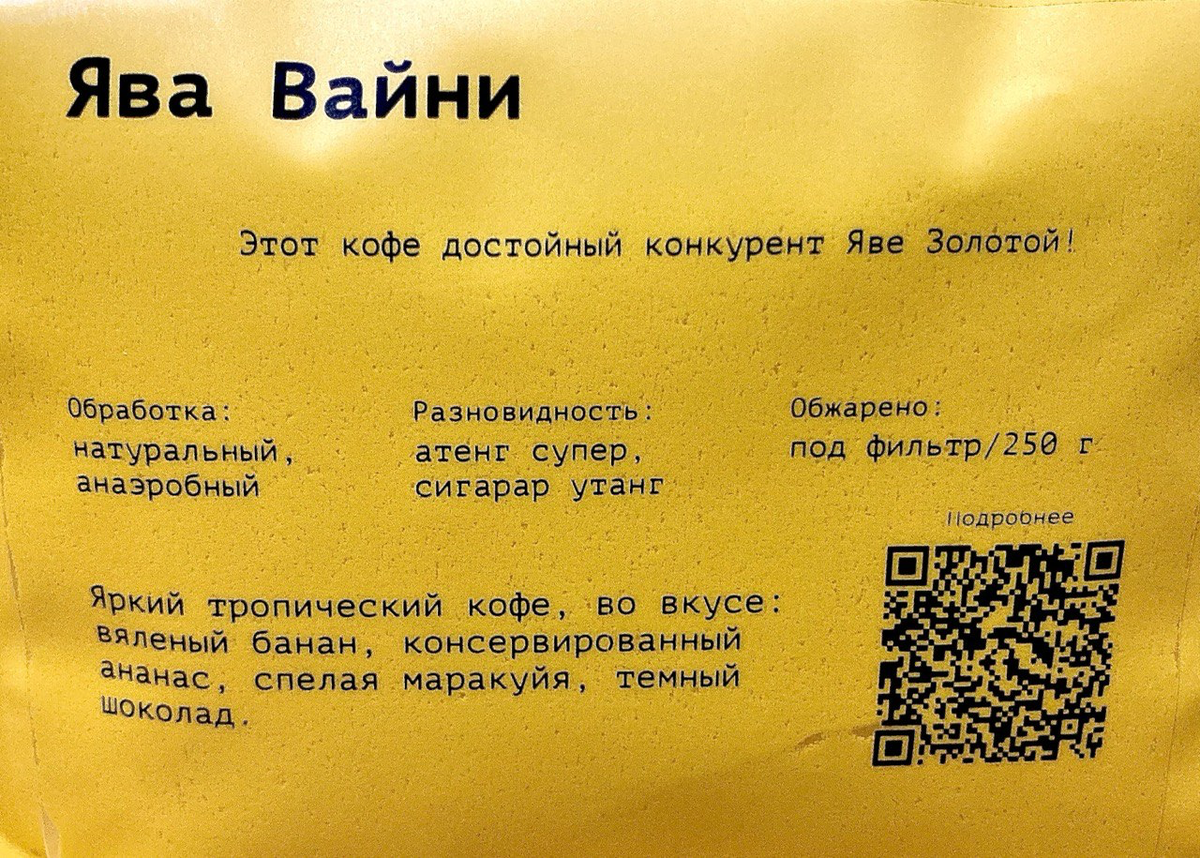 Ява Вайни
Этот кофе достойный конкурент Яве Золотой!
Обработка:
натуральный,
анаэробный
Разновидность:
атенг супер,
сигарар утанг
Обжарено:
под фильтр/250 г
Подробнее
Яркий тропический кофе, во вкусе:
вяленый банан, консервированный
ананас, спелая маракуйя, темный
шоколад.